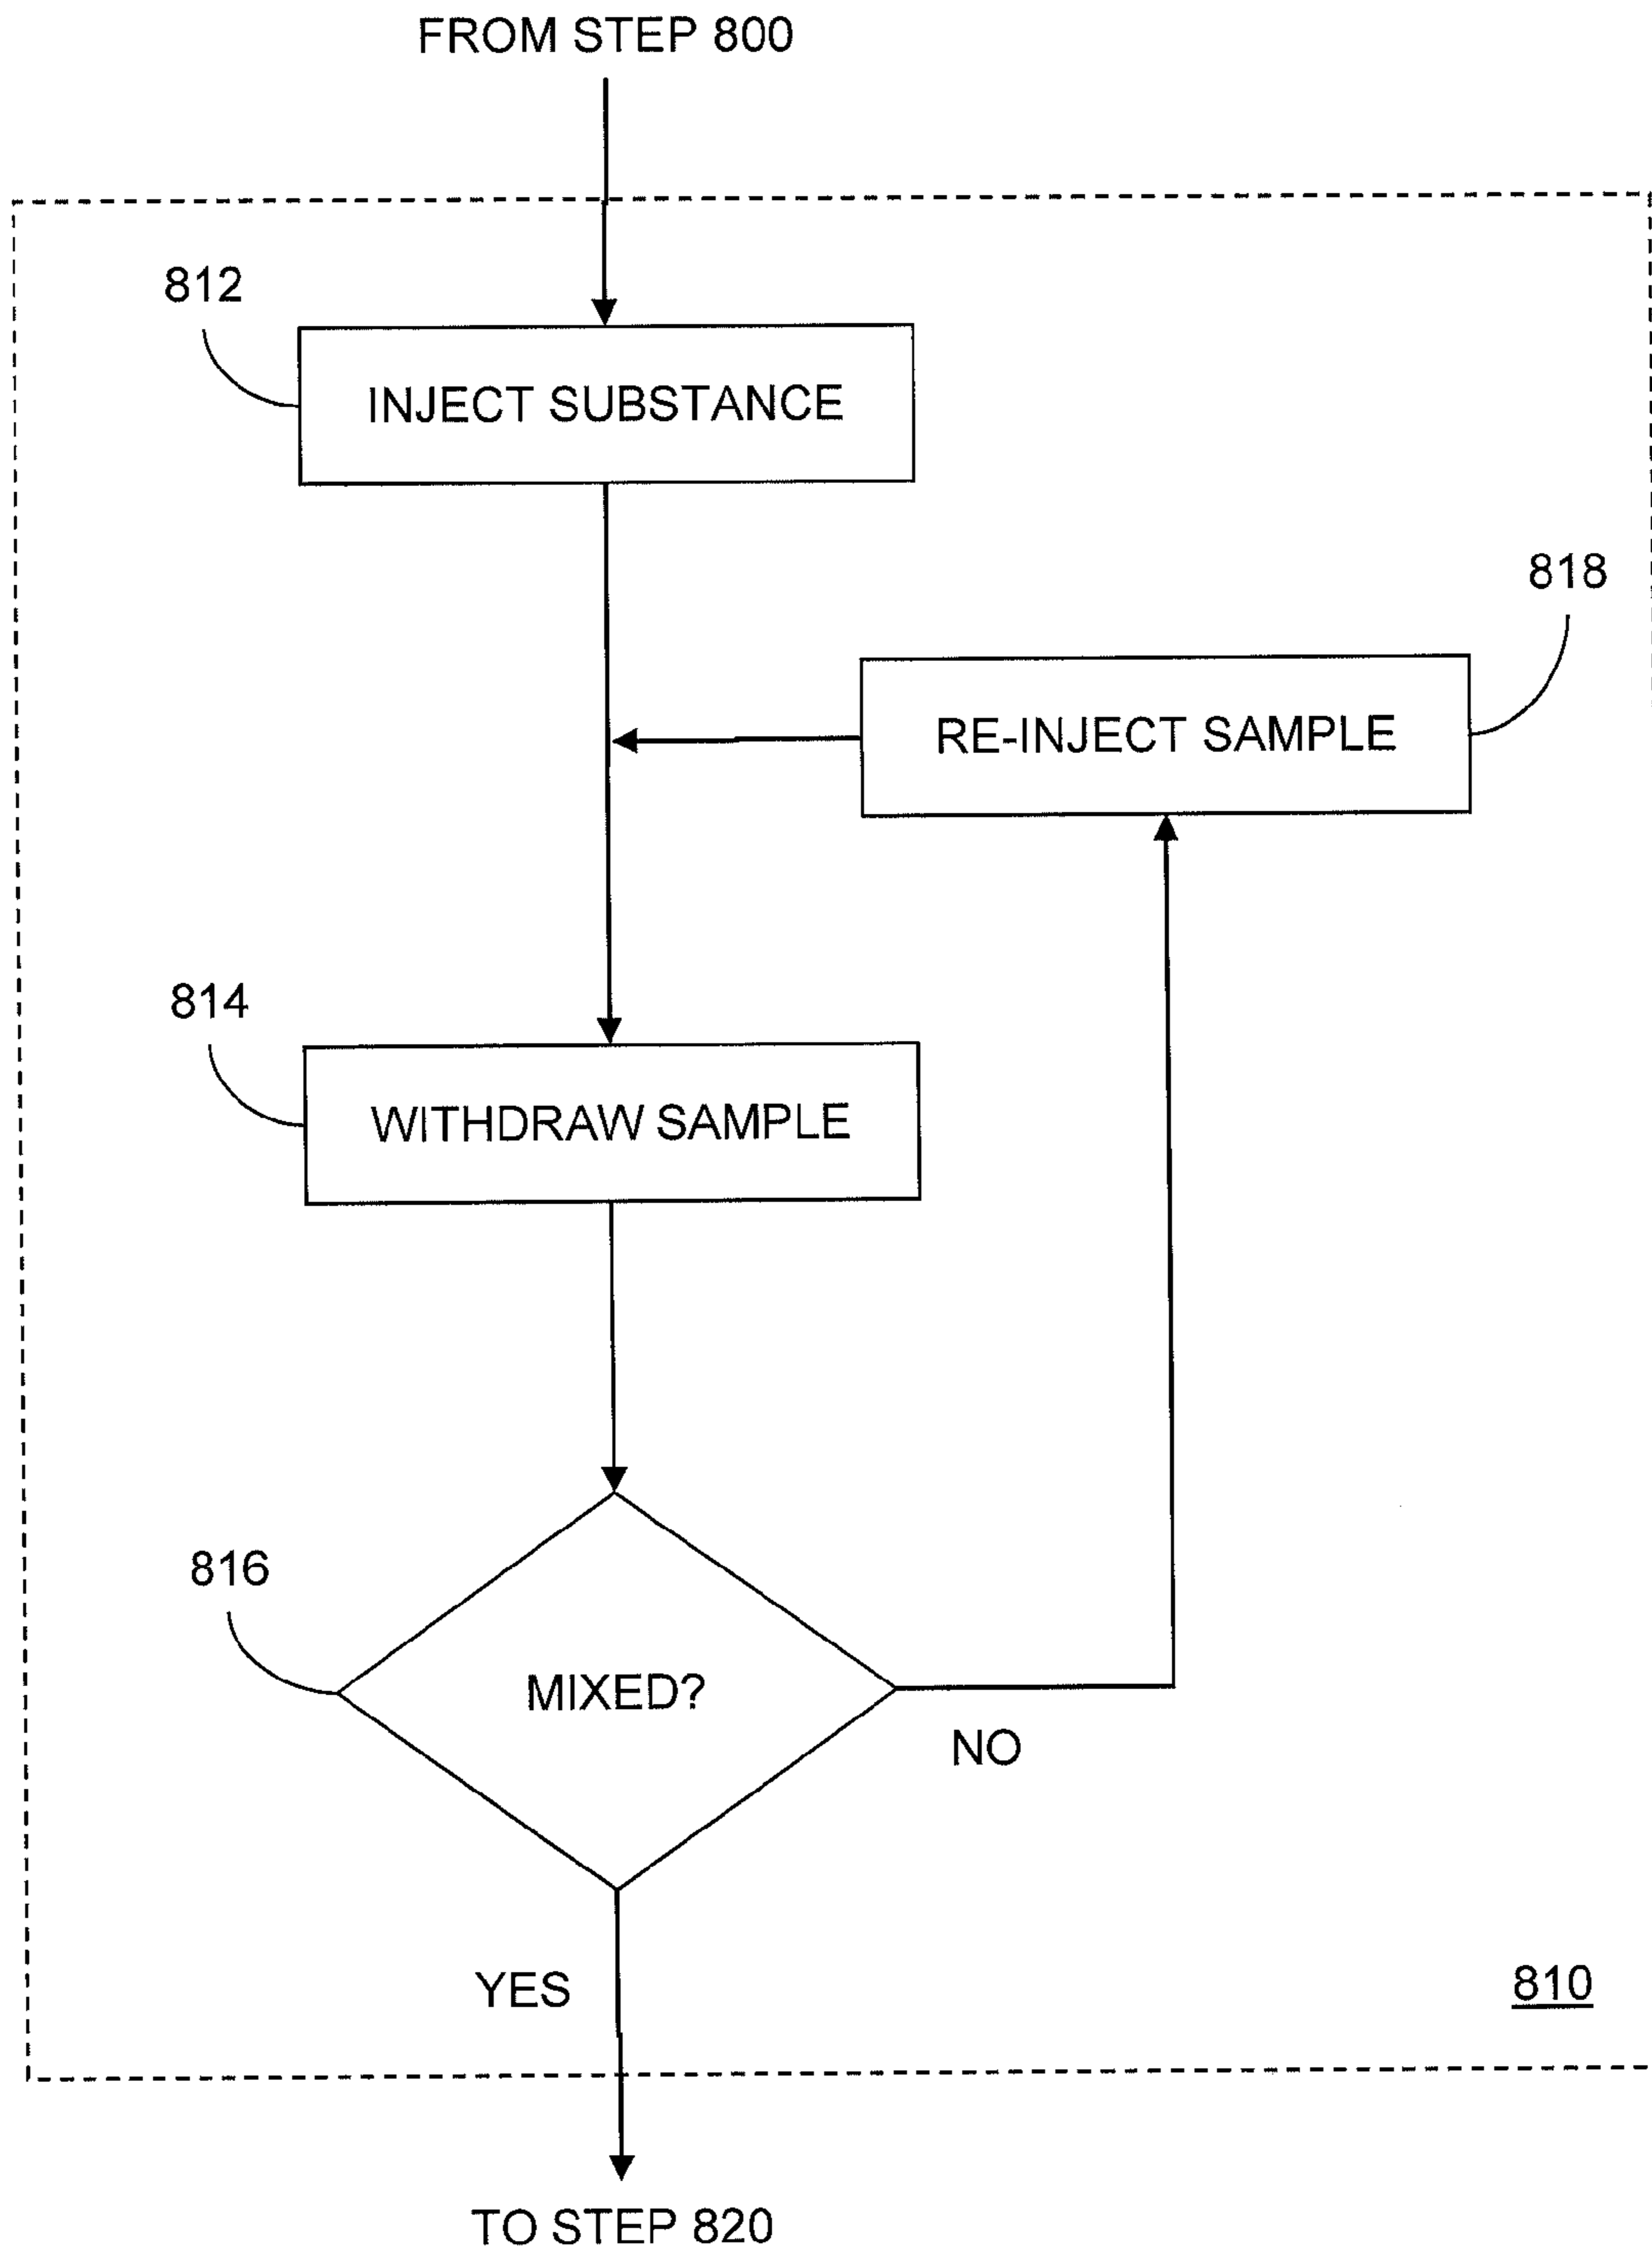 FROM STEP 800
812
INJECT SUBSTANCE
818
RE-INJECT SAMPLE
814
WITHDRAW SAMPLE
816
MIXED?
NO
YES
810
TO STEP 820